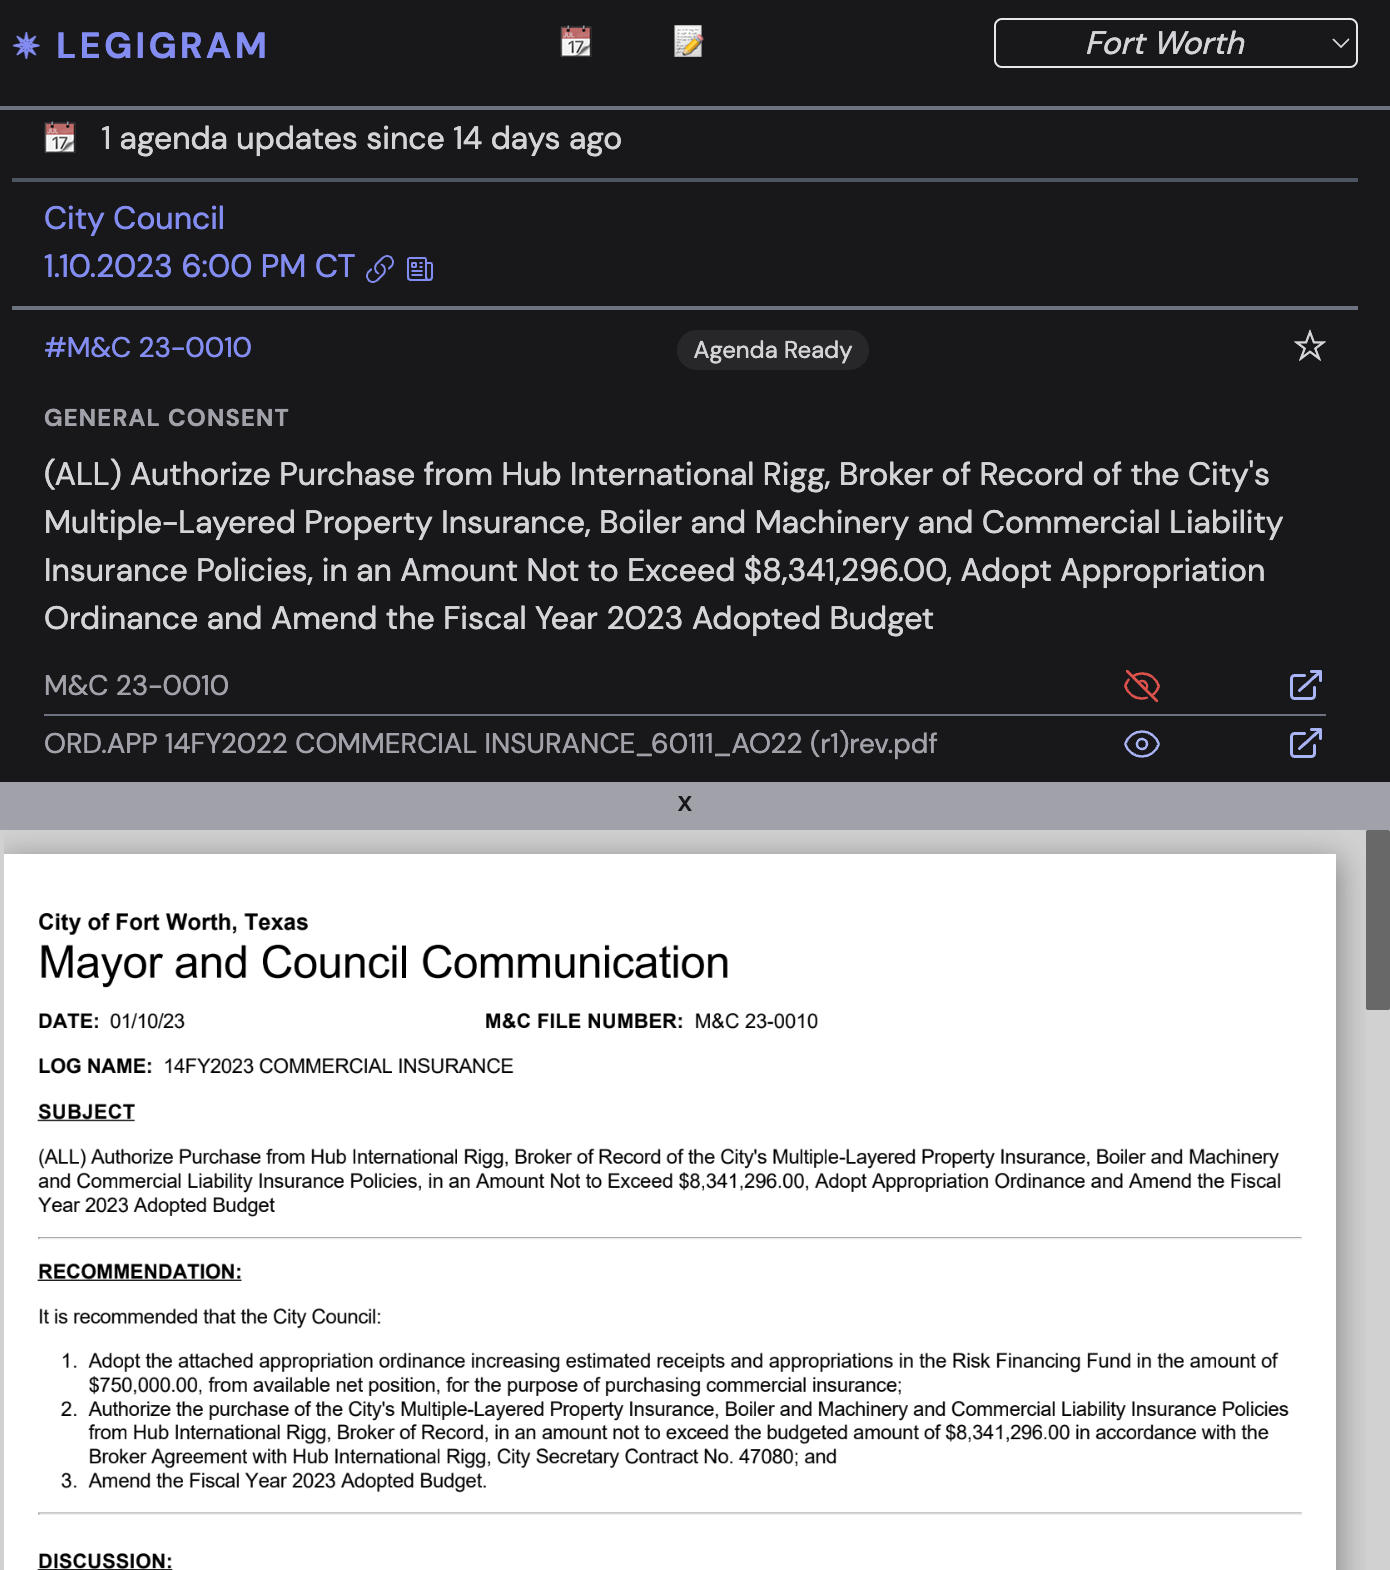 LEGIGRAM
Fort Worth
1 agenda updates since 14 days ago
City Council
1.10.2023 6:00 PM CT
#M&C 23-0010
Agenda Ready
GENERAL CONSENT
(ALL) Authorize Purchase from Hub International Rigg, Broker of Record of the City's
Multiple-Layered Property Insurance, Boiler and Machinery and Commercial Liability
Insurance Policies, in an Amount Not to Exceed $8,341,296.00, Adopt Appropriation
Ordinance and Amend the Fiscal Year 2023 Adopted Budget
M&C 23-0010
ORD.APP 14FY2022 COMMERCIAL INSURANCE_60111_AO22 (r1)rev.pdf
X
City of Fort Worth, Texas
Mayor and Council Communication
DATE: 01/10/23
M&C FILE NUMBER: M&C 23-0010
LOG NAME: 14FY2023 COMMERCIAL INSURANCE
SUBJECT
(ALL) Authorize Purchase from Hub International Rigg, Broker of Record of the City's Multiple-Layered Property Insurance, Boiler and Machinery
and Commercial Liability Insurance Policies, in an Amount Not to Exceed $8,341,296.00, Adopt Appropriation Ordinance and Amend the Fiscal
Year 2023 Adopted Budget
RECOMMENDATION:
It is recommended that the City Council:
1. Adopt the attached appropriation ordinance increasing estimated receipts and appropriations in the Risk Financing Fund in the amount of
$750,000.00, from available net position, for the purpose of purchasing commercial insurance;
2. Authorize the purchase of the City's Multiple-Layered Property Insurance, Boiler and Machinery and Commercial Liability Insurance Policies
from Hub International Rigg, Broker of Record, in an amount not to exceed the budgeted amount of $8,341,296.00 in accordance with the
Broker Agreement with Hub International Rigg, City Secretary Contract No. 47080; and
3. Amend the Fiscal Year 2023 Adopted Budget.
DISCUSSION: